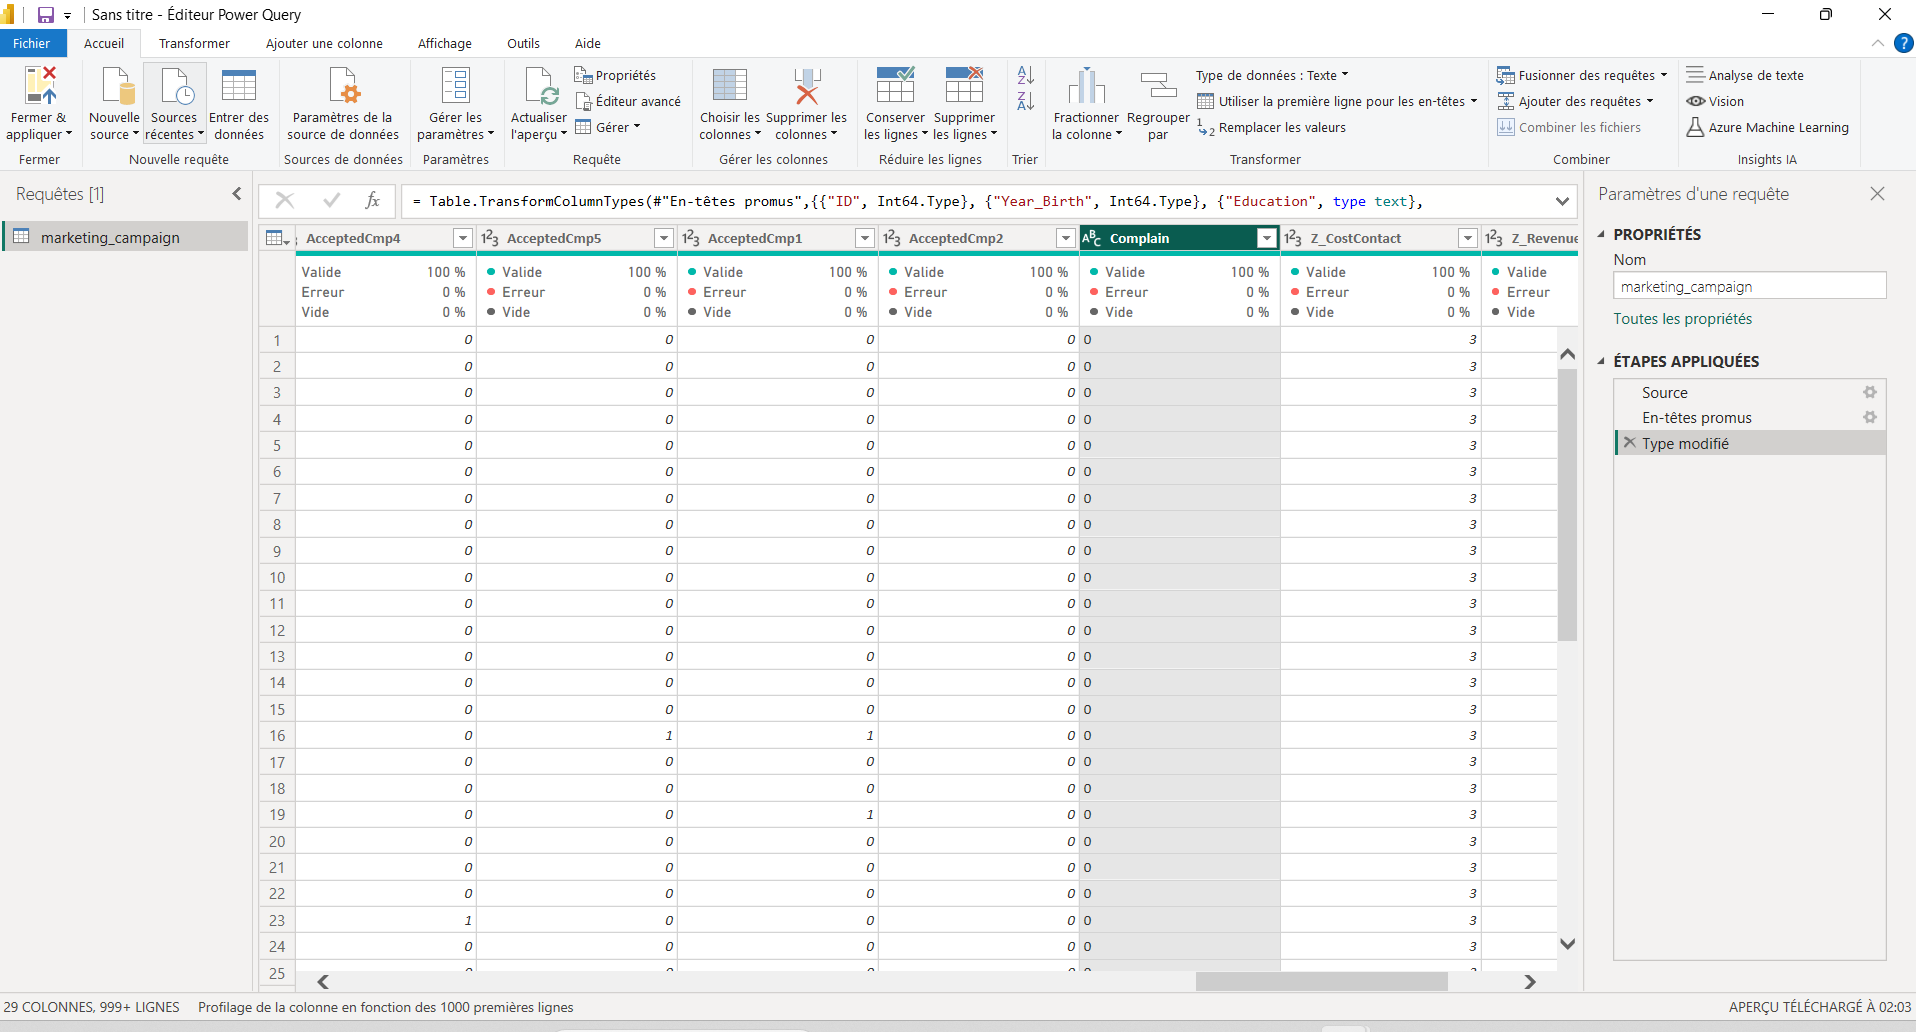 Sans titre - Éditeur Power Query
Fichier Accueil Transformer Ajouter une colonne Affichage Outils Aide
Fermer & appliquer
Nouvelle source
Sources récentes
Entrer des données
Paramètres de la source de données
Gérer les paramètres
Actualiser l'aperçu
Propriétés
Éditeur avancé
Gérer
Choisir les colonnes
Supprimer les colonnes
Conserver les lignes
Supprimer les lignes
Fractionner la colonne
Regrouper par
Type de données : Texte
Utiliser la première ligne pour les en-têtes
Remplacer les valeurs
Fusionner des requêtes
Ajouter des requêtes
Combiner les fichiers
Analyse de texte
Vision
Azure Machine Learning
Fermer Nouvelle requête Sources de données Paramètres Requête Gérer les colonnes Réduire les lignes Trier Transformer Combiner Insights IA
Requêtes [1]
marketing_campaign
fx = Table.TransformColumnTypes(#"En-têtes promus",{{"ID", Int64.Type}, {"Year_Birth", Int64.Type}, {"Education", type text},
AcceptedCmp4 123 AcceptedCmp5 123 AcceptedCmp1 123 AcceptedCmp2 ABC Complain 123 Z_CostContact 123 Z_Revenue
Valide 100 % Valide 100 % Valide 100 % Valide 100 % Valide 100 % Valide 100 % Valide
Erreur 0 % Erreur 0 % Erreur 0 % Erreur 0 % Erreur 0 % Erreur 0 % Erreur
Vide 0 % Vide 0 % Vide 0 % Vide 0 % Vide 0 % Vide 0 % Vide
1 0 0 0 0 0 3
2 0 0 0 0 0 3
3 0 0 0 0 0 3
4 0 0 0 0 0 3
5 0 0 0 0 0 3
6 0 0 0 0 0 3
7 0 0 0 0 0 3
8 0 0 0 0 0 3
9 0 0 0 0 0 3
10 0 0 0 0 0 3
11 0 0 0 0 0 3
12 0 0 0 0 0 3
13 0 0 0 0 0 3
14 0 0 0 0 0 3
15 0 0 0 0 0 3
16 0 1 1 0 0 3
17 0 0 0 0 0 3
18 0 0 0 0 0 3
19 0 0 1 0 0 3
20 0 0 0 0 0 3
21 0 0 0 0 0 3
22 0 0 0 0 0 3
23 1 0 0 0 0 3
24 0 0 0 0 0 3
25
Paramètres d'une requête
PROPRIÉTÉS
Nom
marketing_campaign
Toutes les propriétés
ÉTAPES APPLIQUÉES
Source
En-têtes promus
Type modifié
29 COLONNES, 999+ LIGNES Profilage de la colonne en fonction des 1000 premières lignes APERÇU TÉLÉCHARGÉ À 02:03